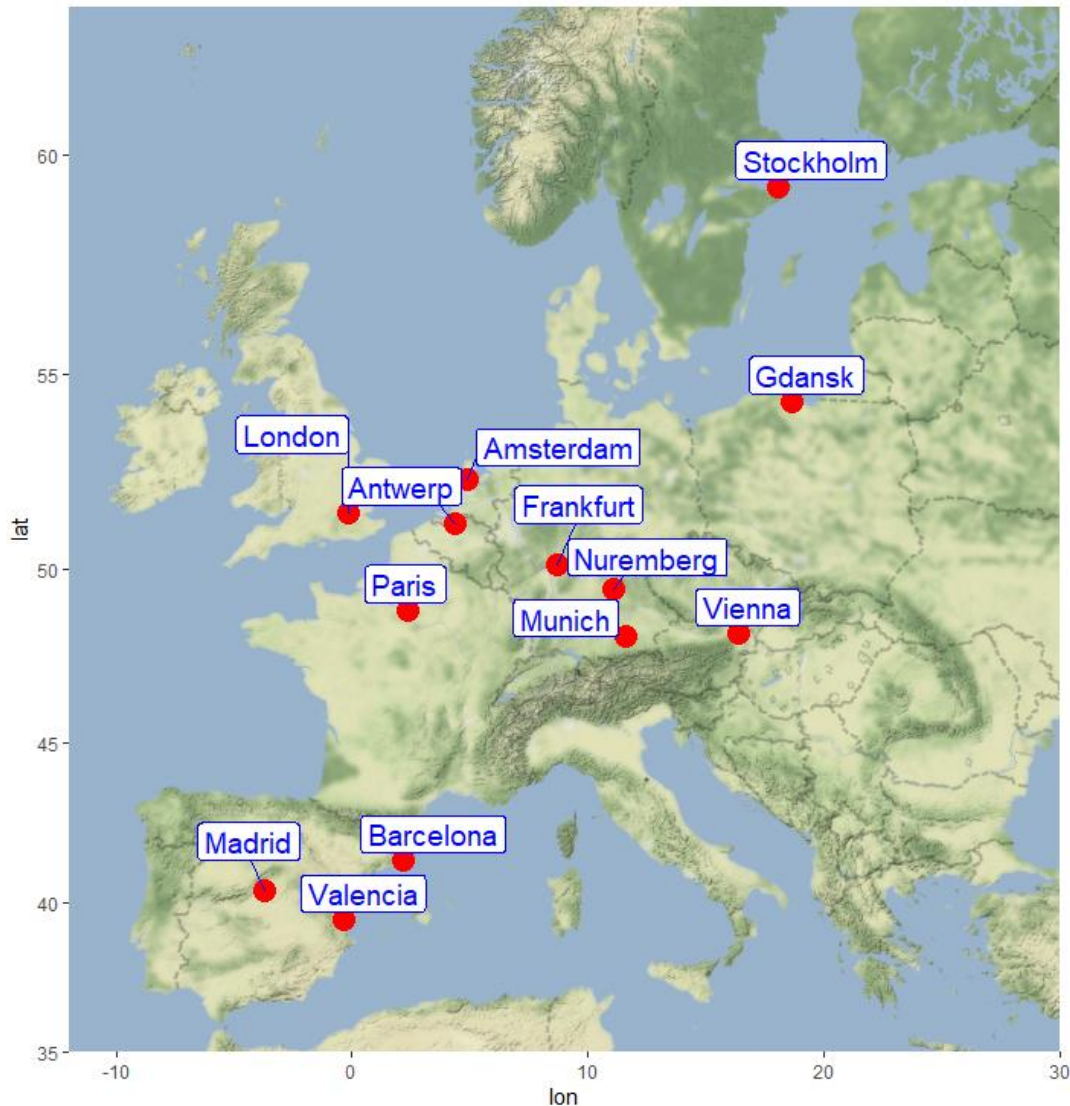 60
Stockholm
55
Gdansk
London
Amsterdam
Antwerp
Frankfurt
lat
50
Nuremberg
Paris
Vienna
Munich
45
Barcelona
Madrid
Valencia
40
35
-10
0
10
20
30
lon